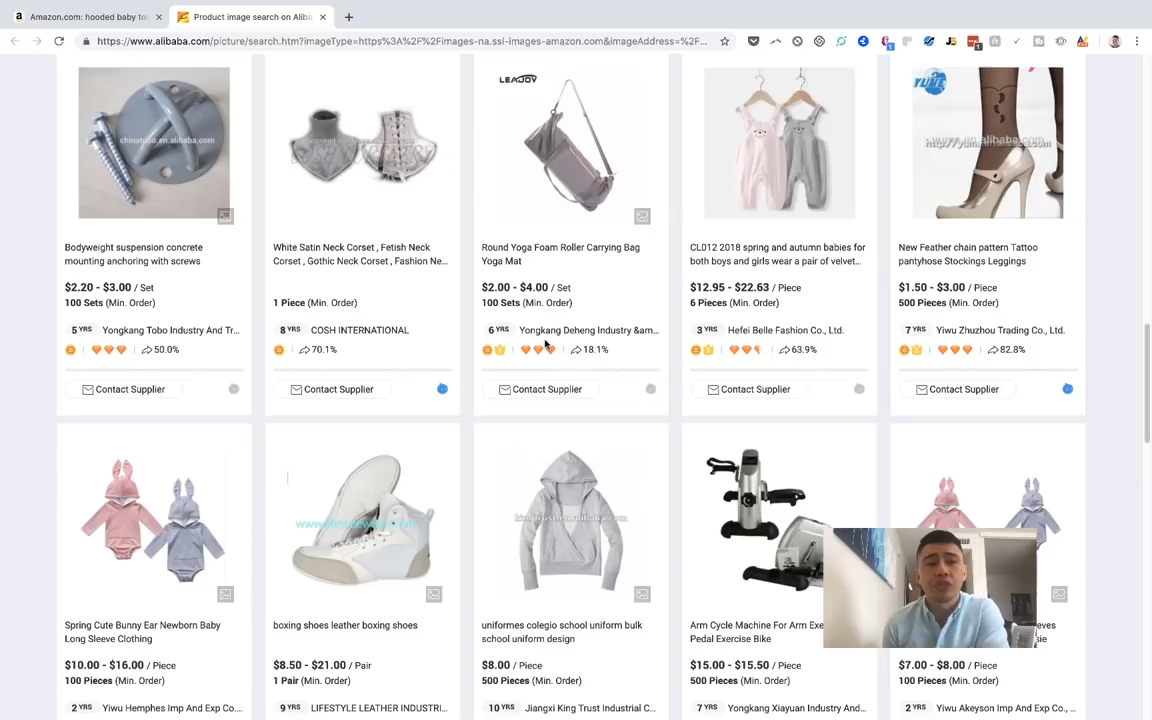 Amazon.com: hooded baby to
Product image search on Aliba
https://www.alibaba.com/picture/search.htm?imageType=https%3A%2F%2Fimages-na.ssl-images-amazon.com&imageAddress=%2F...
chinatobo.en.alibaba.com
LEAJOY
Bodyweight suspension concrete
mounting anchoring with screws
$2.20 - $3.00 / Set
100 Sets (Min. Order)
5 YRS Yongkang Tobo Industry And Tr...
50.0%
Contact Supplier
White Satin Neck Corset , Fetish Neck
Corset , Gothic Neck Corset , Fashion Ne...
1 Piece (Min. Order)
8 YRS COSH INTERNATIONAL
70.1%
Contact Supplier
Round Yoga Foam Roller Carrying Bag
Yoga Mat
$2.00 - $4.00 / Set
100 Sets (Min. Order)
6 YRS Yongkang Deheng Industry &am...
18.1%
Contact Supplier
CL012 2018 spring and autumn babies for
both boys and girls wear a pair of velvet...
$12.95 - $22.63 / Piece
6 Pieces (Min. Order)
3 YRS Hefei Belle Fashion Co., Ltd.
63.9%
Contact Supplier
New Feather chain pattern Tattoo
pantyhose Stockings Leggings
$1.50 - $3.00 / Piece
500 Pieces (Min. Order)
7 YRS Yiwu Zhuzhou Trading Co., Ltd.
82.8%
Contact Supplier
Spring Cute Bunny Ear Newborn Baby
Long Sleeve Clothing
$10.00 - $16.00 / Piece
100 Pieces (Min. Order)
2 YRS Yiwu Hemphes Imp And Exp Co....
boxing shoes leather boxing shoes
$8.50 - $21.00 / Pair
1 Pair (Min. Order)
9 YRS LIFESTYLE LEATHER INDUSTRI...
kingtrust.en.alibaba.com
uniformes colegio school uniform bulk
school uniform design
$8.00 / Piece
500 Pieces (Min. Order)
10 YRS Jiangxi King Trust Industrial C...
Arm Cycle Machine For Arm Exe
Pedal Exercise Bike
$15.00 - $15.50 / Piece
500 Pieces (Min. Order)
7 YRS Yongkang Xiayuan Industry And...
$7.00 - $8.00 / Piece
100 Pieces (Min. Order)
2 YRS Yiwu Akeyson Imp And Exp Co., ...